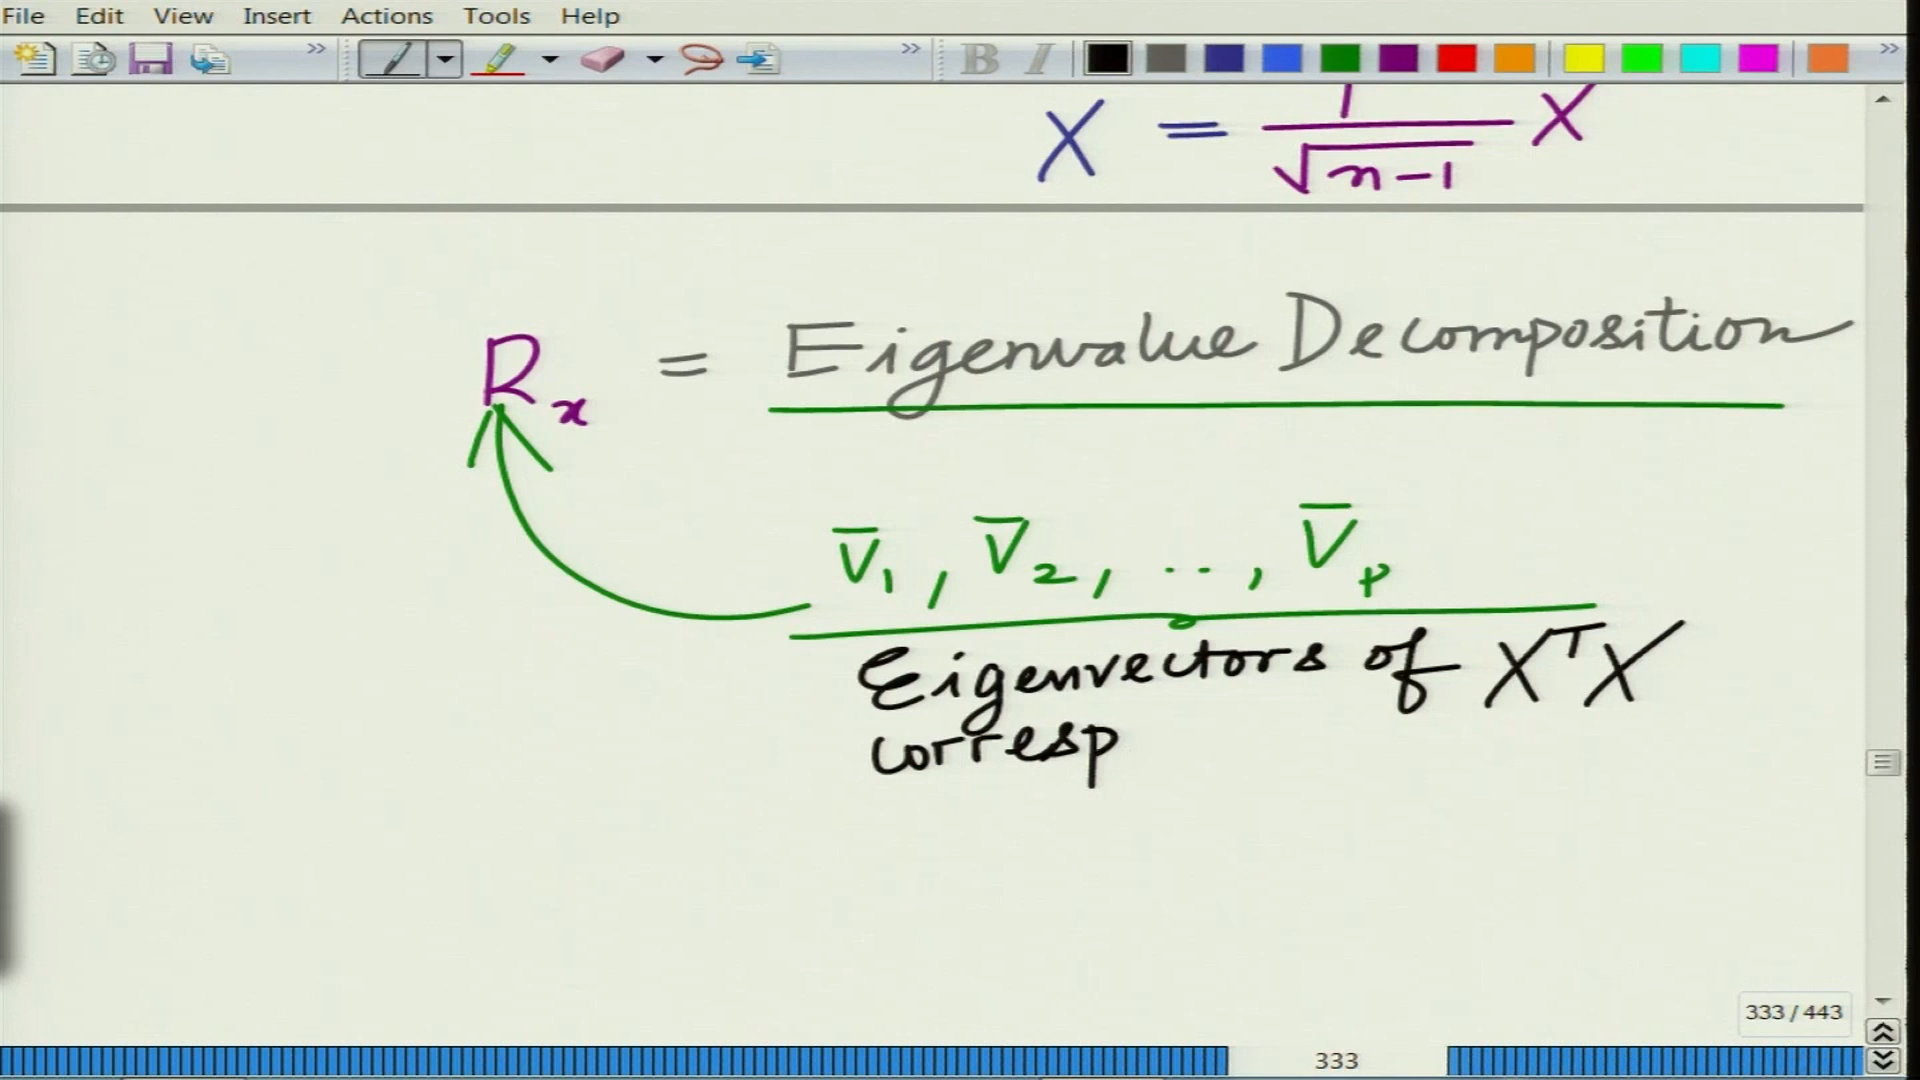 File Edit View Insert Actions Tools Help
B I
X = 1/√n-1 X
Rx = Eigenvalue Decomposition
V̄1, V̄2, .., V̄p
Eigenvectors of XᵀX
corresp
333 / 443
333